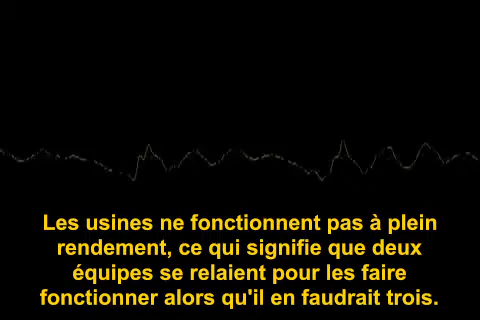 Les usines ne fonctionnent pas à plein
rendement, ce qui signifie que deux
équipes se relaient pour les faire
fonctionner alors qu'il en faudrait trois.